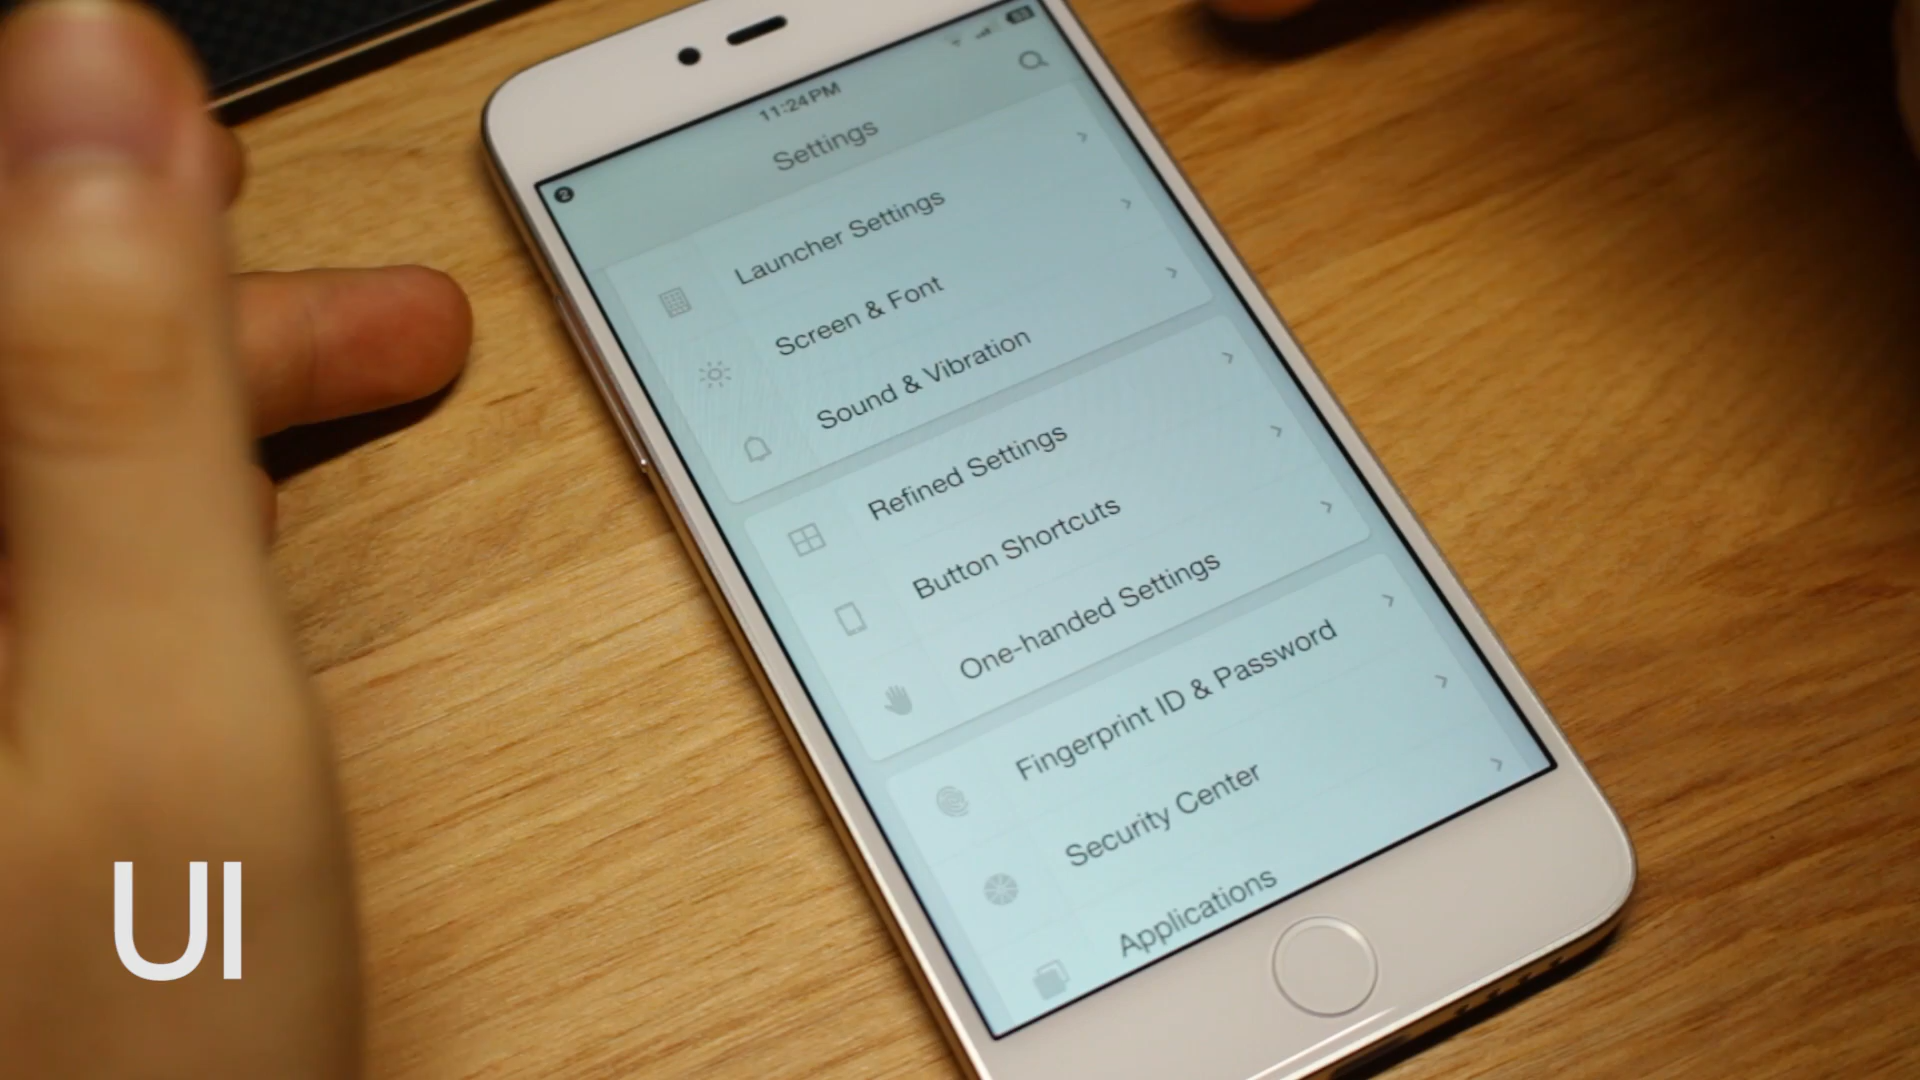 11:24PM
Settings
2
Launcher Settings
Screen & Font
Sound & Vibration
Refined Settings
Button Shortcuts
One-handed Settings
Fingerprint ID & Password
Security Center
Applications
UI